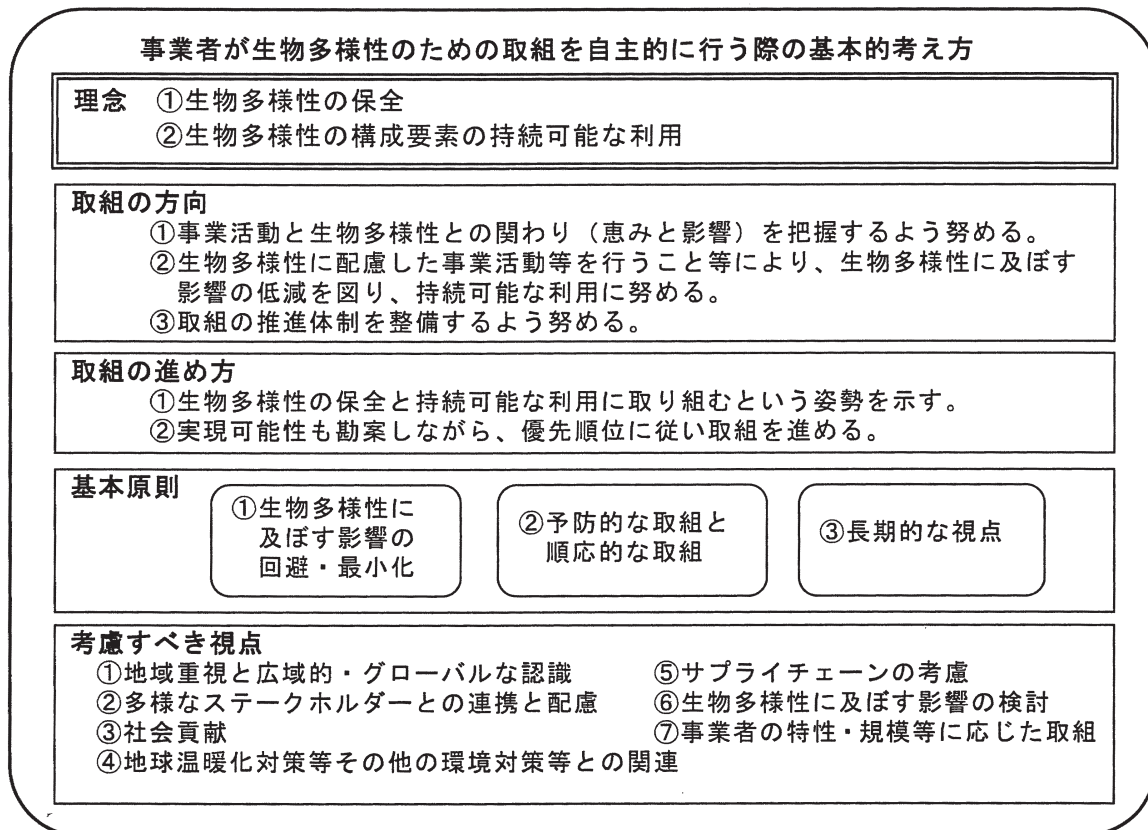 事業者が生物多様性のための取組を自主的に行う際の基本的考え方
理念 ①生物多様性の保全
②生物多様性の構成要素の持続可能な利用
取組の方向
①事業活動と生物多様性との関わり（恵みと影響）を把握するよう努める。
②生物多様性に配慮した事業活動等を行うこと等により、生物多様性に及ぼす
影響の低減を図り、持続可能な利用に努める。
③取組の推進体制を整備するよう努める。
取組の進め方
①生物多様性の保全と持続可能な利用に取り組むという姿勢を示す。
②実現可能性も勘案しながら、優先順位に従い取組を進める。
基本原則
①生物多様性に
及ぼす影響の
回避・最小化
②予防的な取組と
順応的な取組
③長期的な視点
考慮すべき視点
①地域重視と広域的・グローバルな認識
②多様なステークホルダーとの連携と配慮
③社会貢献
④地球温暖化対策等その他の環境対策等との関連
⑤サプライチェーンの考慮
⑥生物多様性に及ぼす影響の検討
⑦事業者の特性・規模等に応じた取組